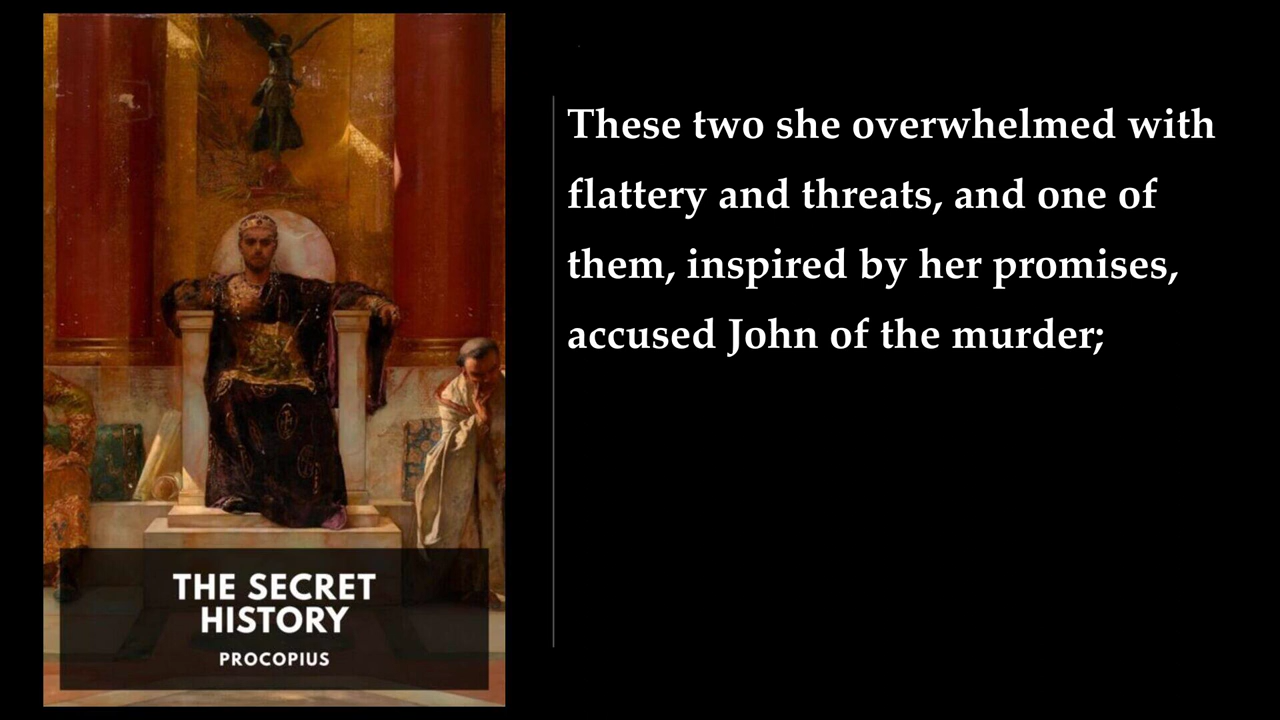 These two she overwhelmed with
flattery and threats, and one of
them, inspired by her promises,
accused John of the murder;
THE SECRET
HISTORY
PROCOPIUS